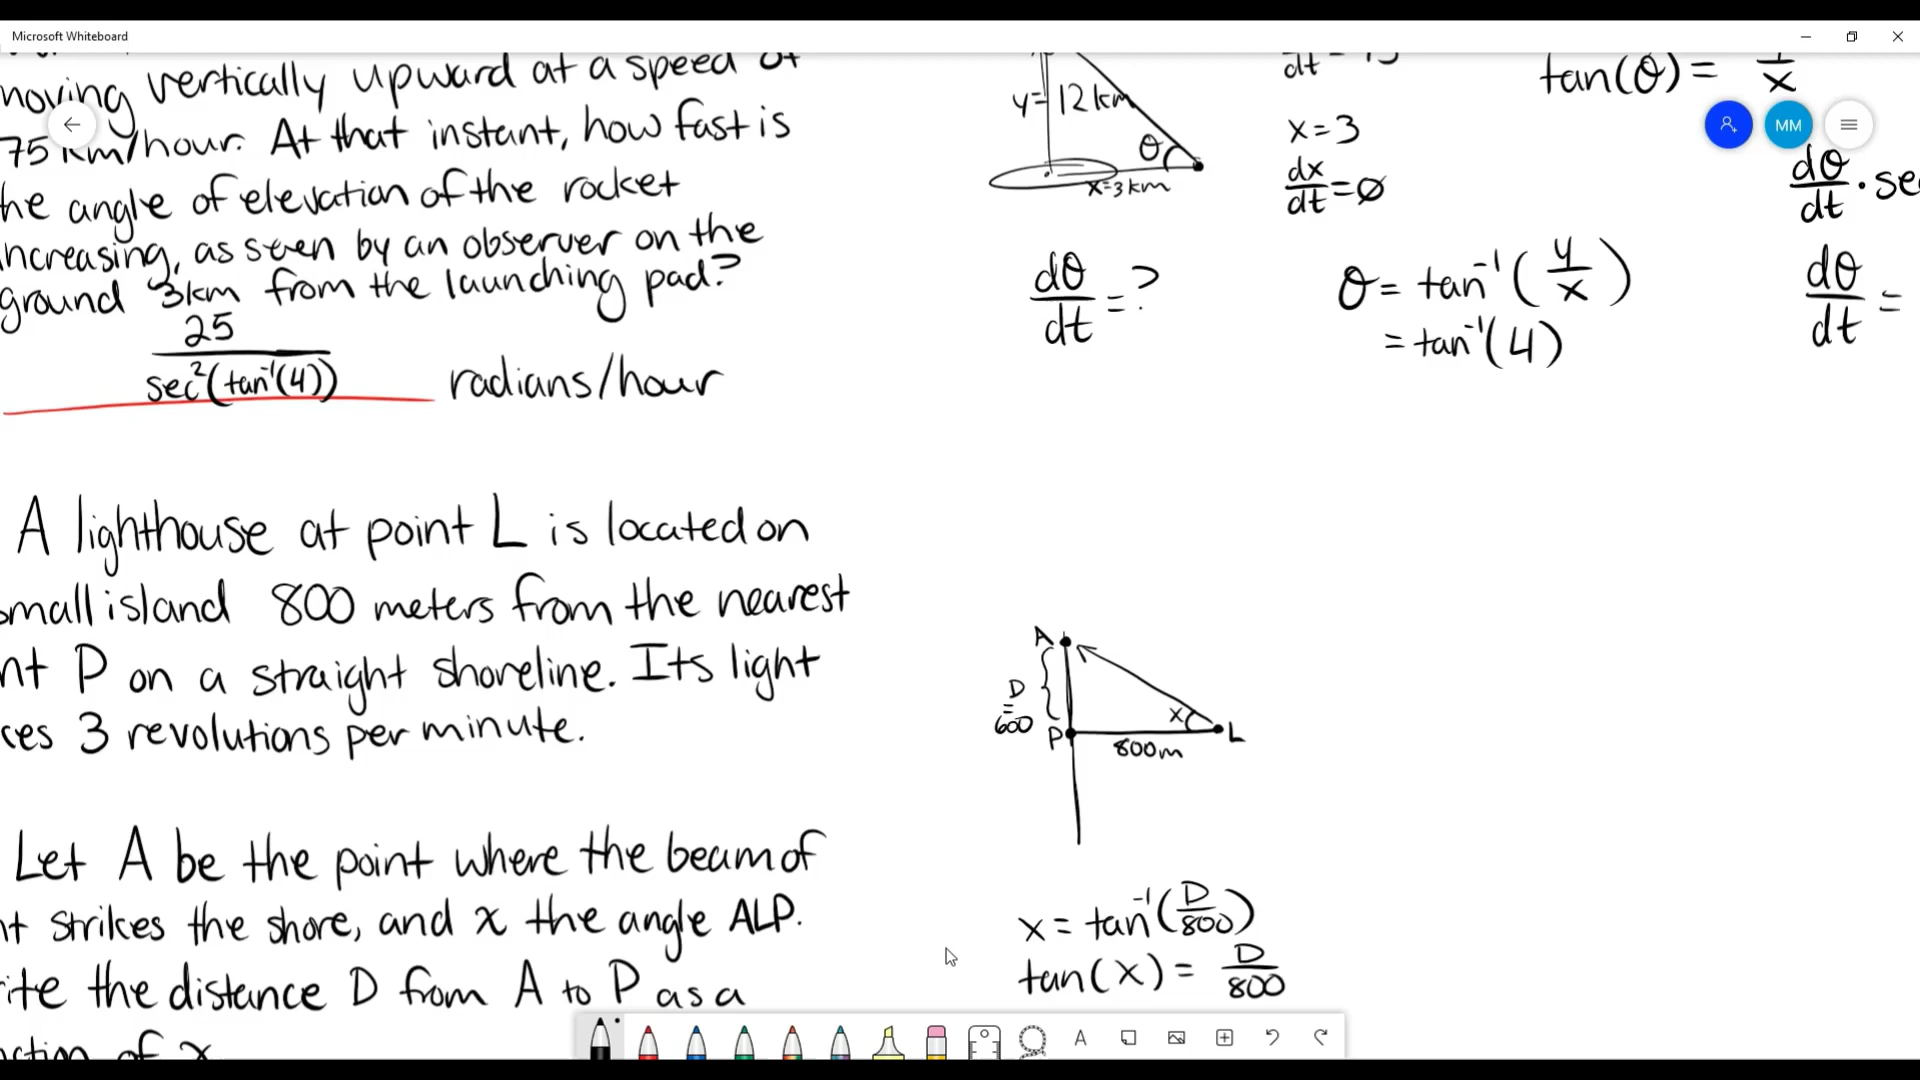 Microsoft Whiteboard
moving vertically upward at a speed of
75 km/hour. At that instant, how fast is
he angle of elevation of the rocket
increasing, as seen by an observer on the
ground 3km from the launching pad?
25
sec²(tan⁻¹(4))
radians/hour
y=
12km
θ
x=3km
dt
x=3
dx
dt
=0
tan(θ)=
x
MM
dθ
dt
·se
dθ
dt
=?
θ= tan⁻¹(y/x)
= tan⁻¹(4)
dθ
dt
=
A lighthouse at point L is located on
small island 800 meters from the nearest
nt P on a straight shoreline. Its light
ces 3 revolutions per minute.
A
D
=
600
P
x
L
800m
Let A be the point where the beam of
ht strikes the shore, and x the angle ALP.
ite the distance D from A to P as a
nction of x
x = tan⁻¹(D/800)
tan(x) = D/800
A